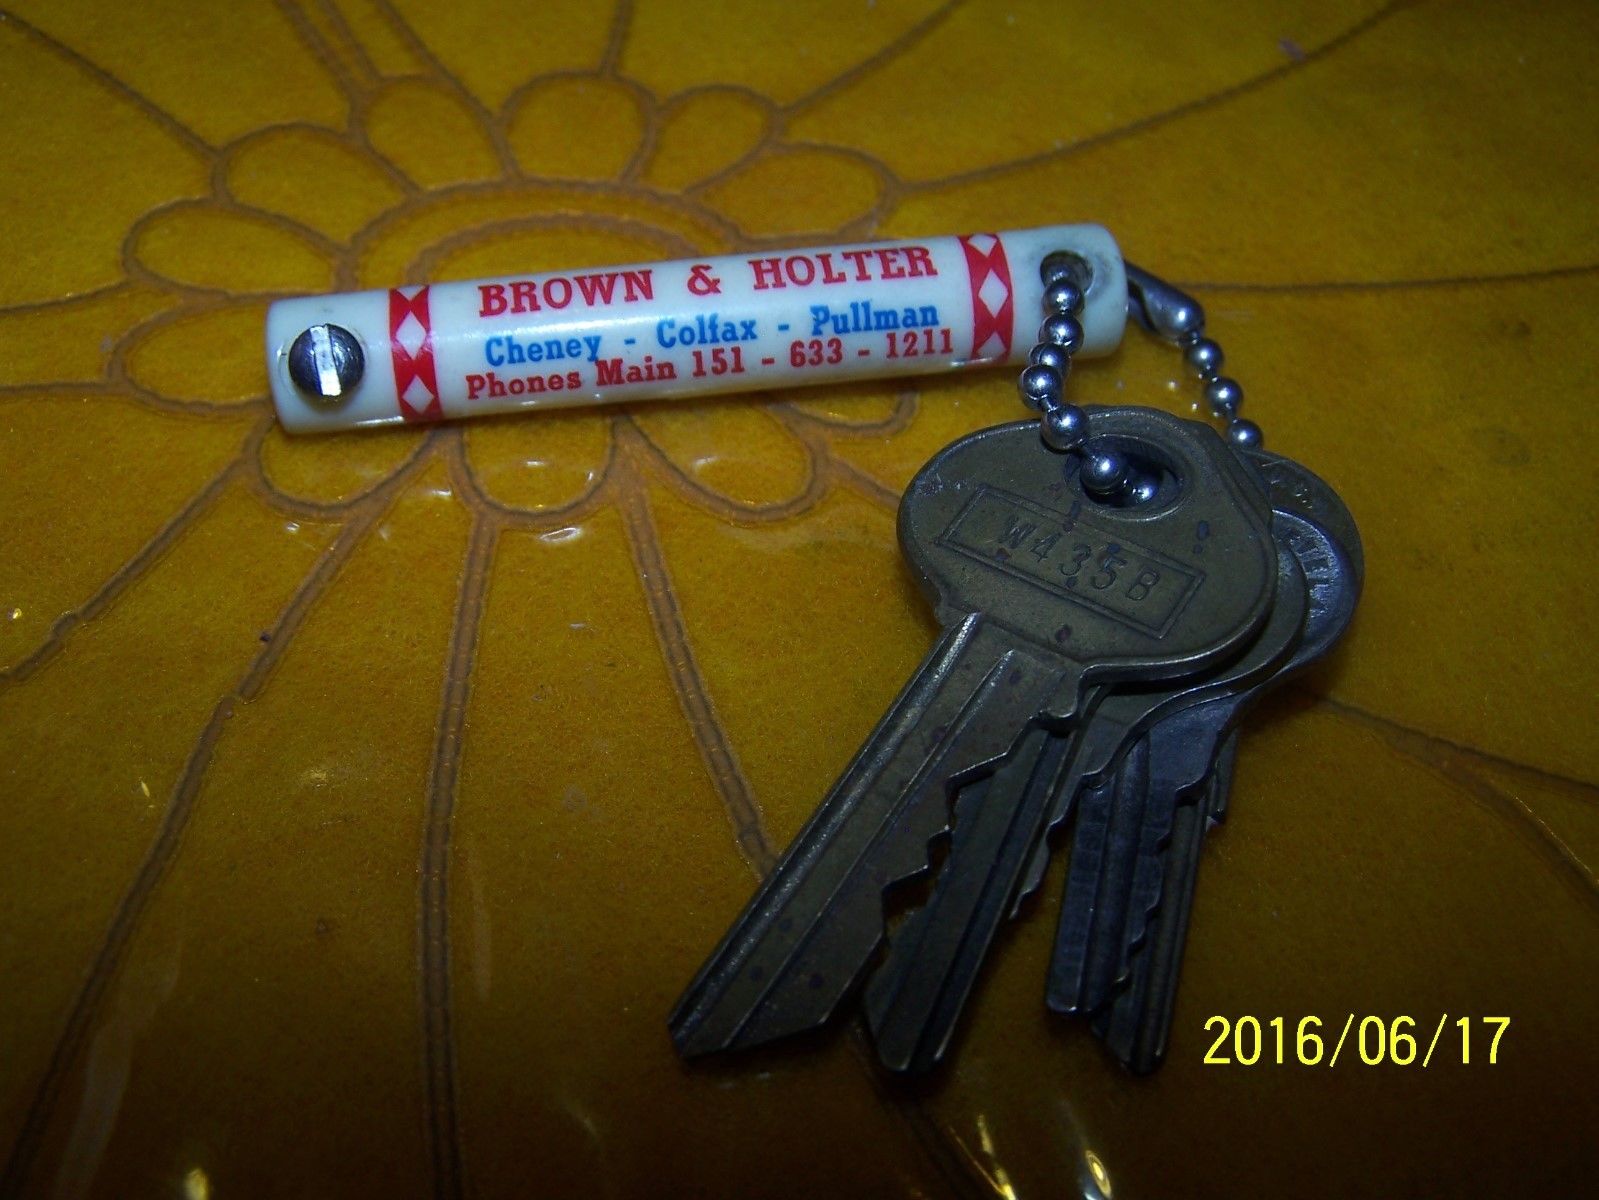 BROWN & HOLTER
Cheney - Colfax - Pullman
Phones Main 151 - 633 - 1211
W435B
2016/06/17